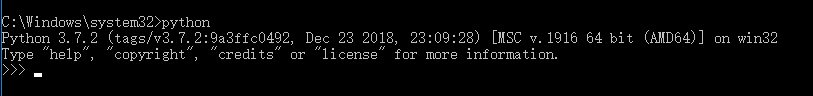 C:\Windows\system32>python
Python 3.7.2 (tags/v3.7.2:9a3ffc0492, Dec 23 2018, 23:09:28) [MSC v.1916 64 bit (AMD64)] on win32
Type "help", "copyright", "credits" or "license" for more information.
>>>